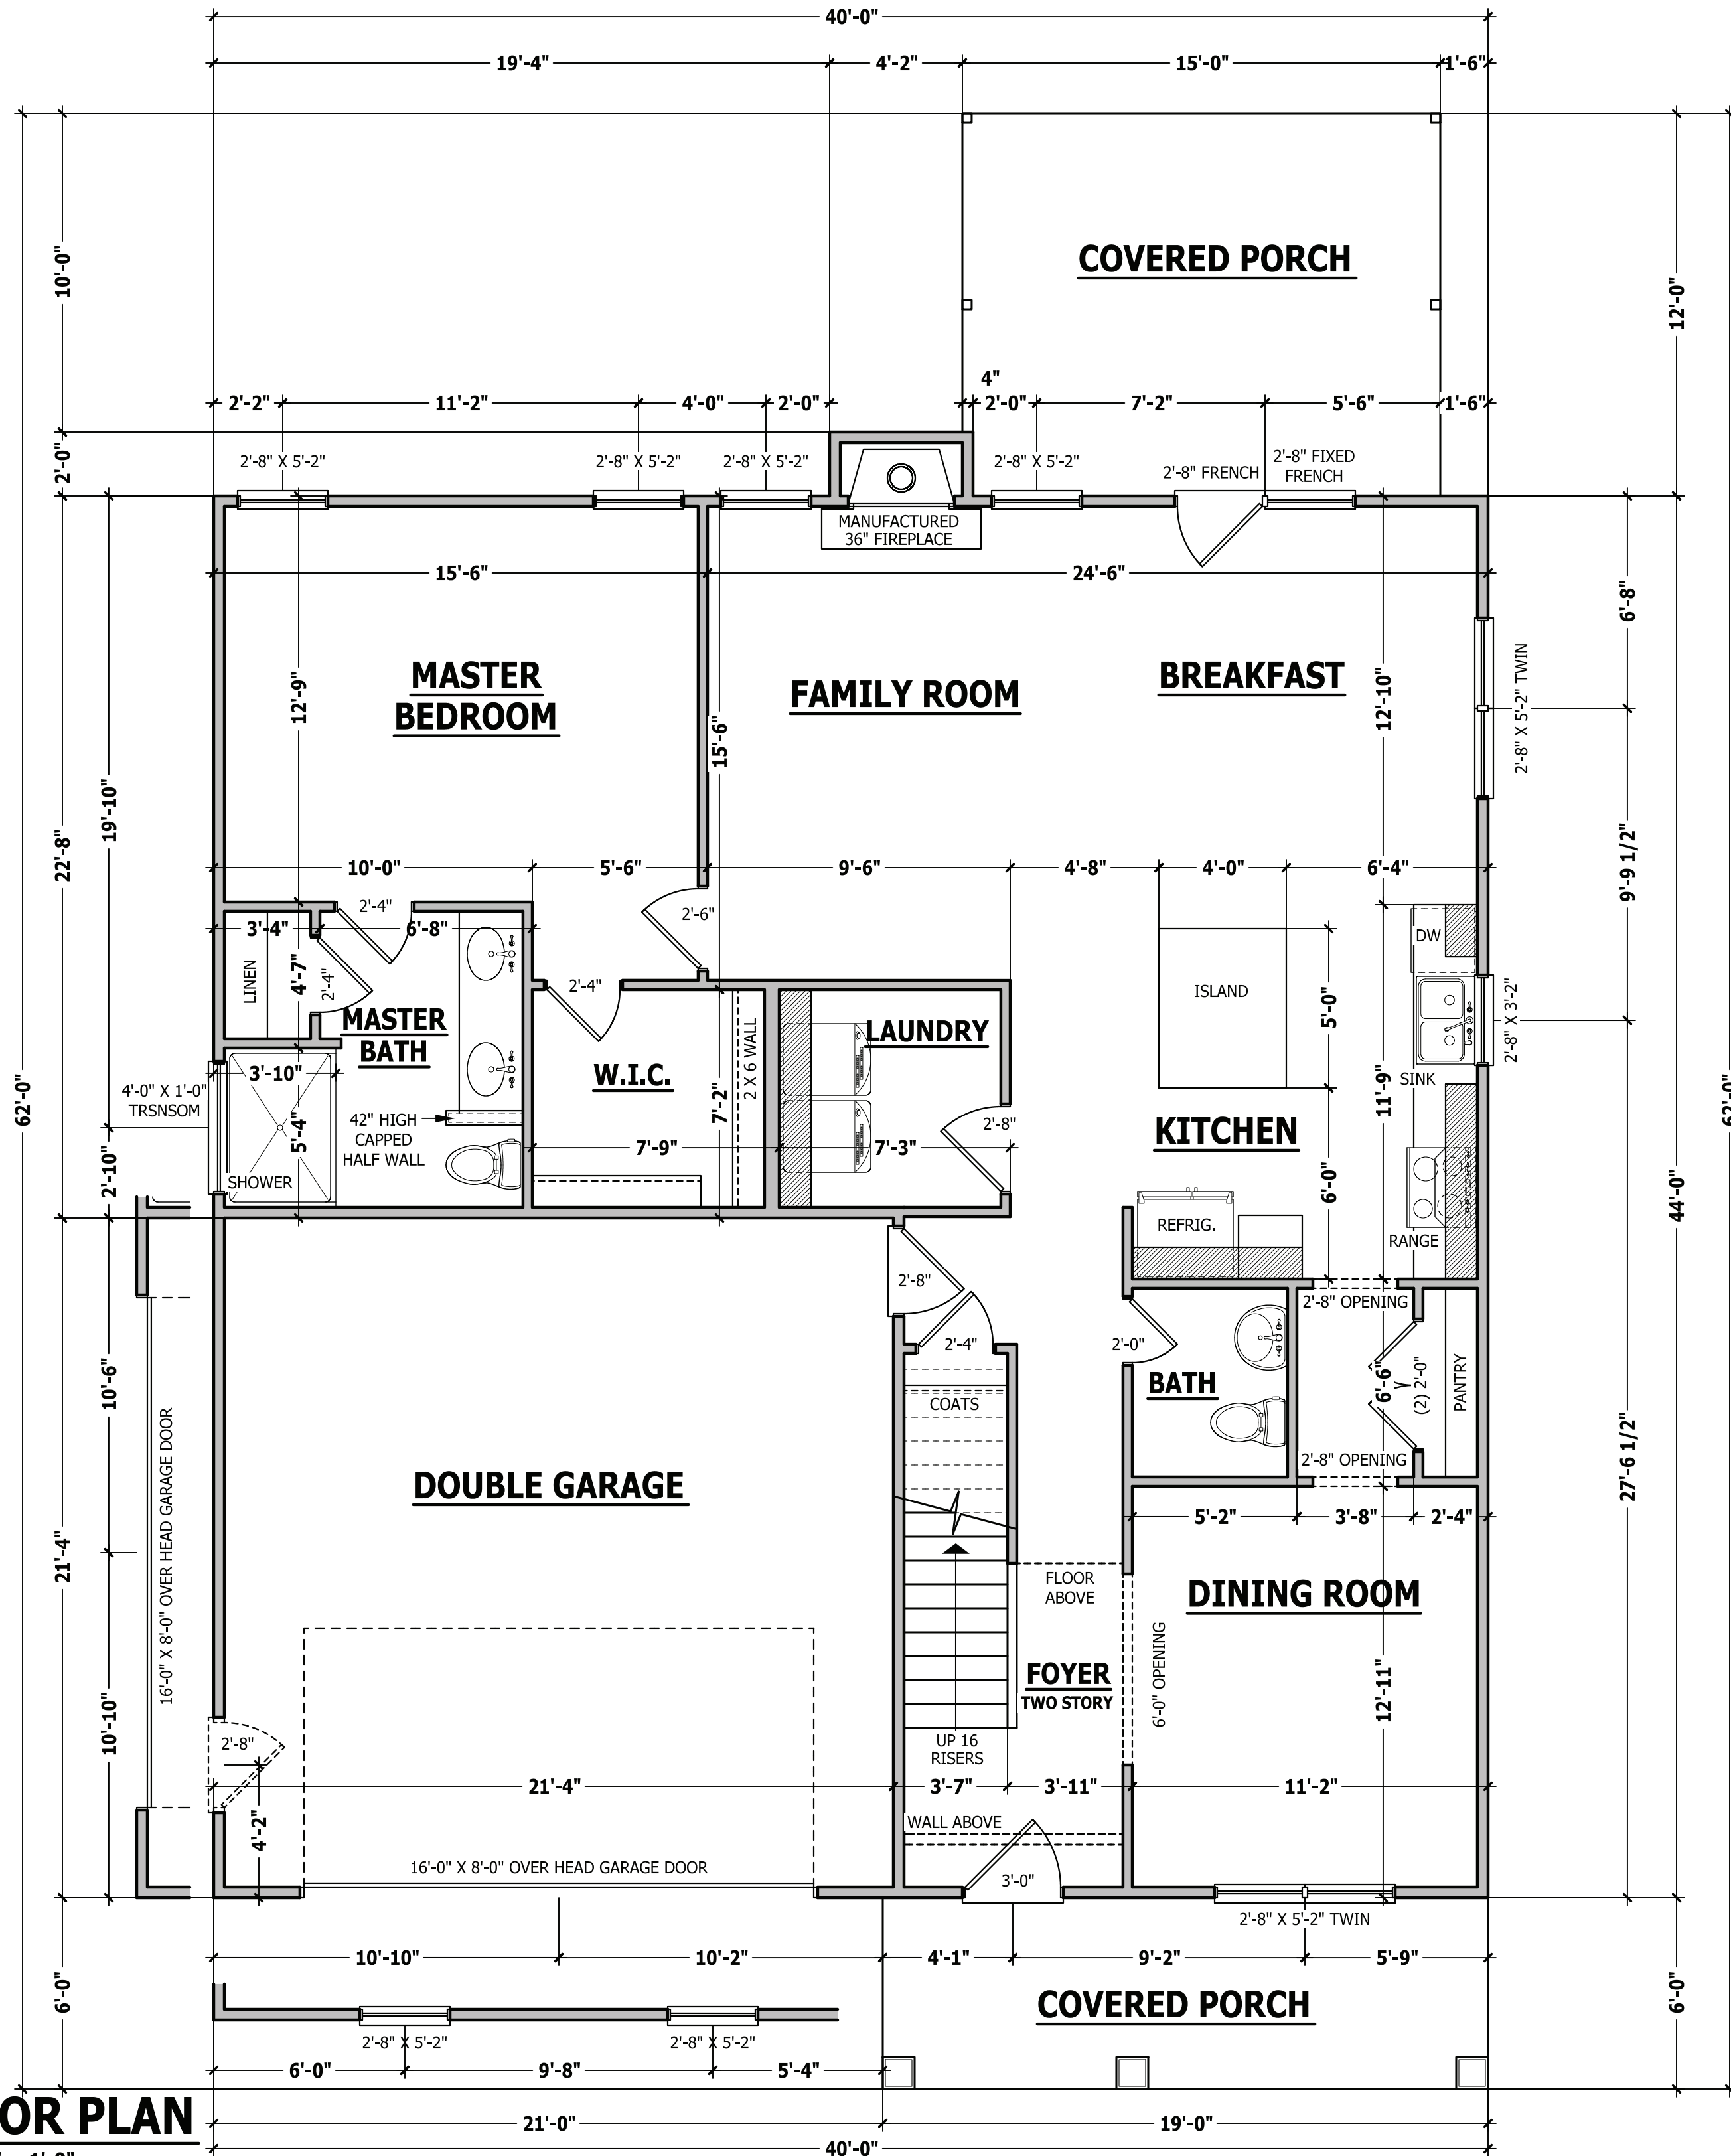 40'-0"
19'-4"
4'-2"
15'-0"
1'-6"
COVERED PORCH
10'-0"
12'-0"
4"
2'-2"
11'-2"
4'-0"
2'-0"
2'-0"
7'-2"
5'-6"
1'-6"
2'-0"
2'-8" X 5'-2"
2'-8" X 5'-2"
2'-8" X 5'-2"
2'-8" X 5'-2"
2'-8" FRENCH
2'-8" FIXED
FRENCH
MANUFACTURED
36" FIREPLACE
15'-6"
24'-6"
6'-8"
MASTER
BEDROOM
12'-9"
15'-6"
FAMILY ROOM
BREAKFAST
12'-10"
2'-8" X 5'-2" TWIN
19'-10"
22'-8"
9'-9 1/2"
10'-0"
5'-6"
9'-6"
4'-8"
4'-0"
6'-4"
2'-4"
2'-6"
3'-4"
6'-8"
DW
LINEN
4'-7"
2'-4"
2'-4"
ISLAND
5'-0"
2'-8" X 3'-2"
MASTER
BATH
LAUNDRY
W.I.C.
2 X 6 WALL
3'-10"
SINK
62'-0"
62'-0"
4'-0" X 1'-0"
TRSNSOM
42" HIGH
CAPPED
HALF WALL
7'-2"
11'-9"
2'-8"
KITCHEN
5'-4"
7'-9"
7'-3"
2'-10"
SHOWER
6'-0"
44'-0"
REFRIG.
RANGE
2'-8"
2'-8" OPENING
2'-4"
2'-0"
10'-6"
BATH
6'-6"
(2) 2'-0"
PANTRY
COATS
2'-8" OPENING
27'-6 1/2"
DOUBLE GARAGE
16'-0" X 8'-0" OVER HEAD GARAGE DOOR
5'-2"
3'-8"
2'-4"
21'-4"
FLOOR
ABOVE
DINING ROOM
FOYER
TWO STORY
6'-0" OPENING
12'-11"
10'-10"
2'-8"
UP 16
RISERS
21'-4"
3'-7"
3'-11"
11'-2"
4'-2"
WALL ABOVE
16'-0" X 8'-0" OVER HEAD GARAGE DOOR
3'-0"
2'-8" X 5'-2" TWIN
10'-10"
10'-2"
4'-1"
9'-2"
5'-9"
6'-0"
6'-0"
COVERED PORCH
2'-8" X 5'-2"
2'-8" X 5'-2"
6'-0"
9'-8"
5'-4"
OR PLAN
21'-0"
19'-0"
40'-0"